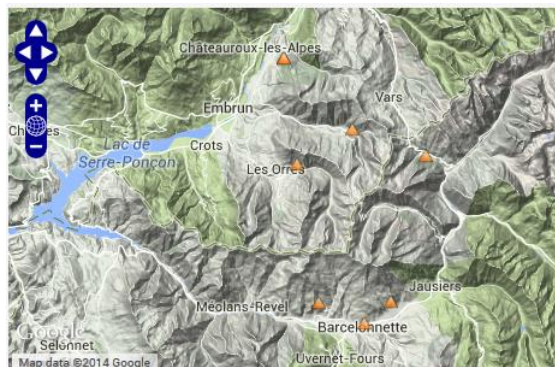 Châteauroux-les-Alpes
Vars
Embrun
Lac de
Serre-Ponçon
Crots
Les Orres
Jausiers
Méolans-Revel
Barcelonnette
Google
Selonnet
Map data ©2014 Google
Uvernet-Fours